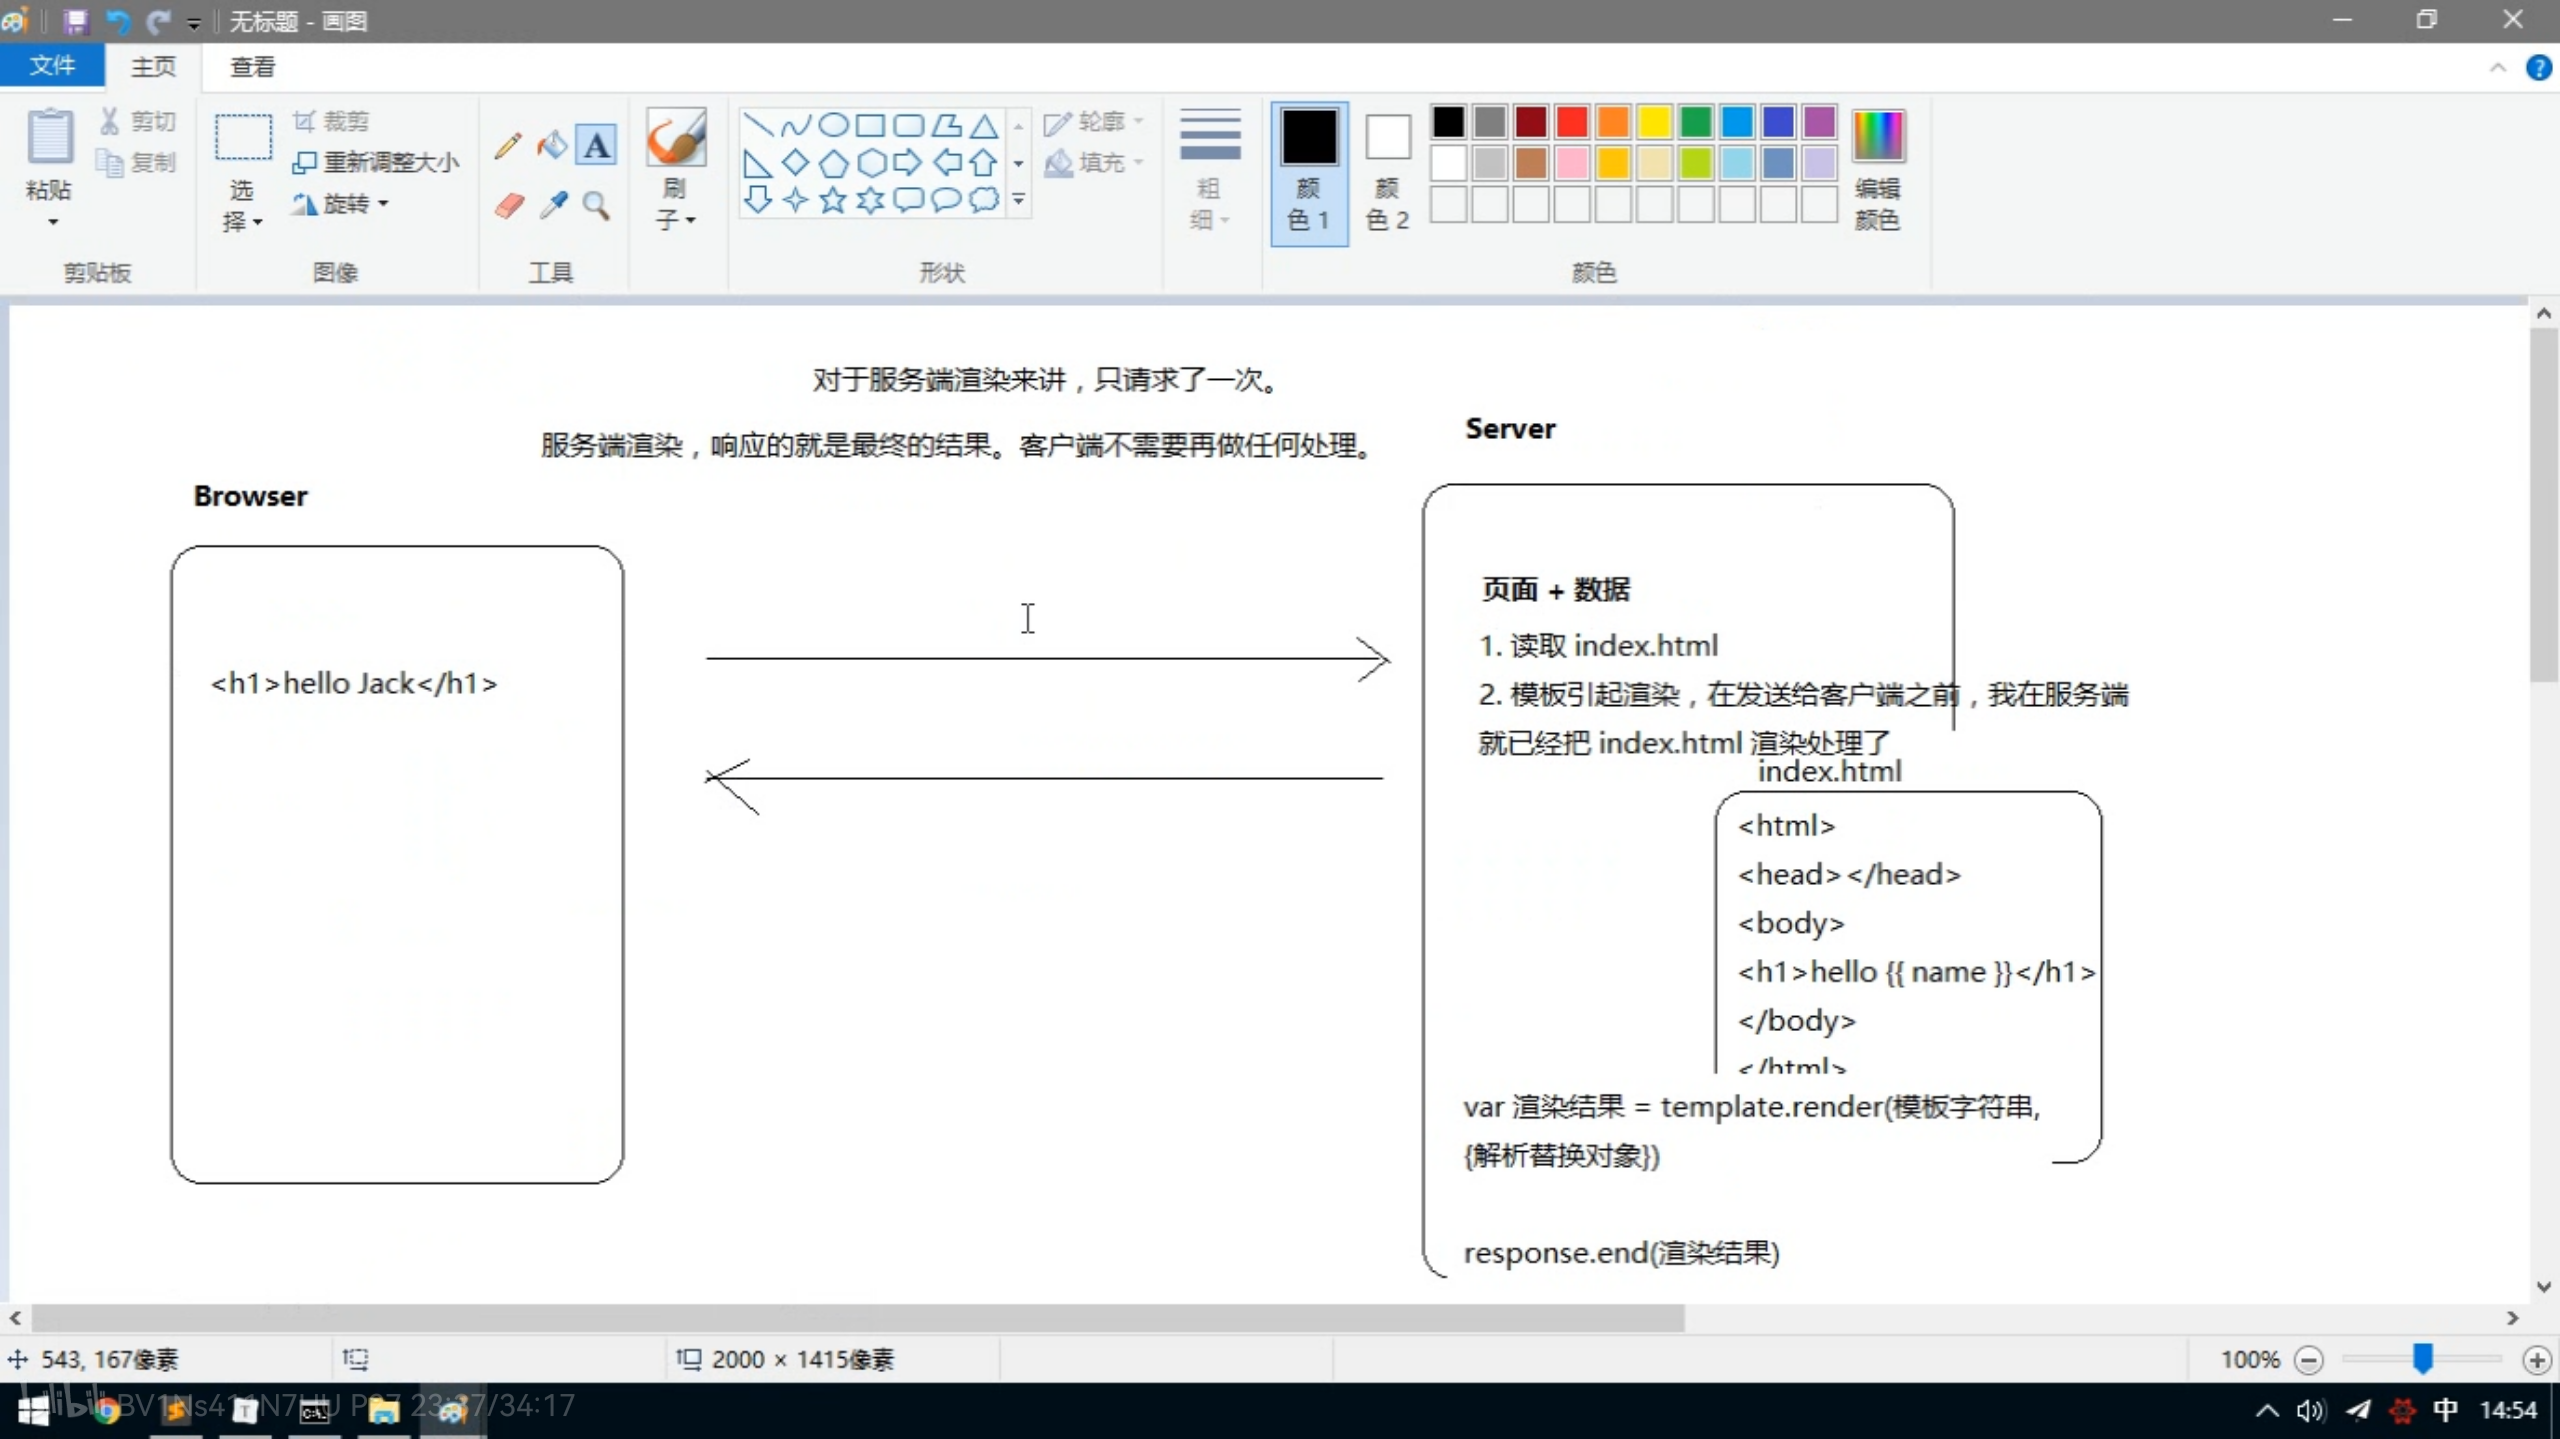 无标题 - 画图
文件 主页 查看
粘贴 剪切 复制 剪贴板
选择 裁剪 重新调整大小 旋转 图像
A 工具
刷子
轮廓 填充 形状
粗细
颜色 1 颜色 2 编辑颜色 颜色
对于服务端渲染来讲，只请求了一次。
服务端渲染，响应的就是最终的结果。客户端不需要再做任何处理。
Server
Browser
<h1>hello Jack</h1>
页面 + 数据
1. 读取 index.html
2. 模板引起渲染，在发送给客户端之前，我在服务端
就已经把 index.html 渲染处理了
index.html
<html>
<head></head>
<body>
<h1>hello {{ name }}</h1>
</body>
</html>
var 渲染结果 = template.render(模板字符串,
{解析替换对象})
response.end(渲染结果)
543, 167像素 2000 × 1415像素 100%
中 14:54